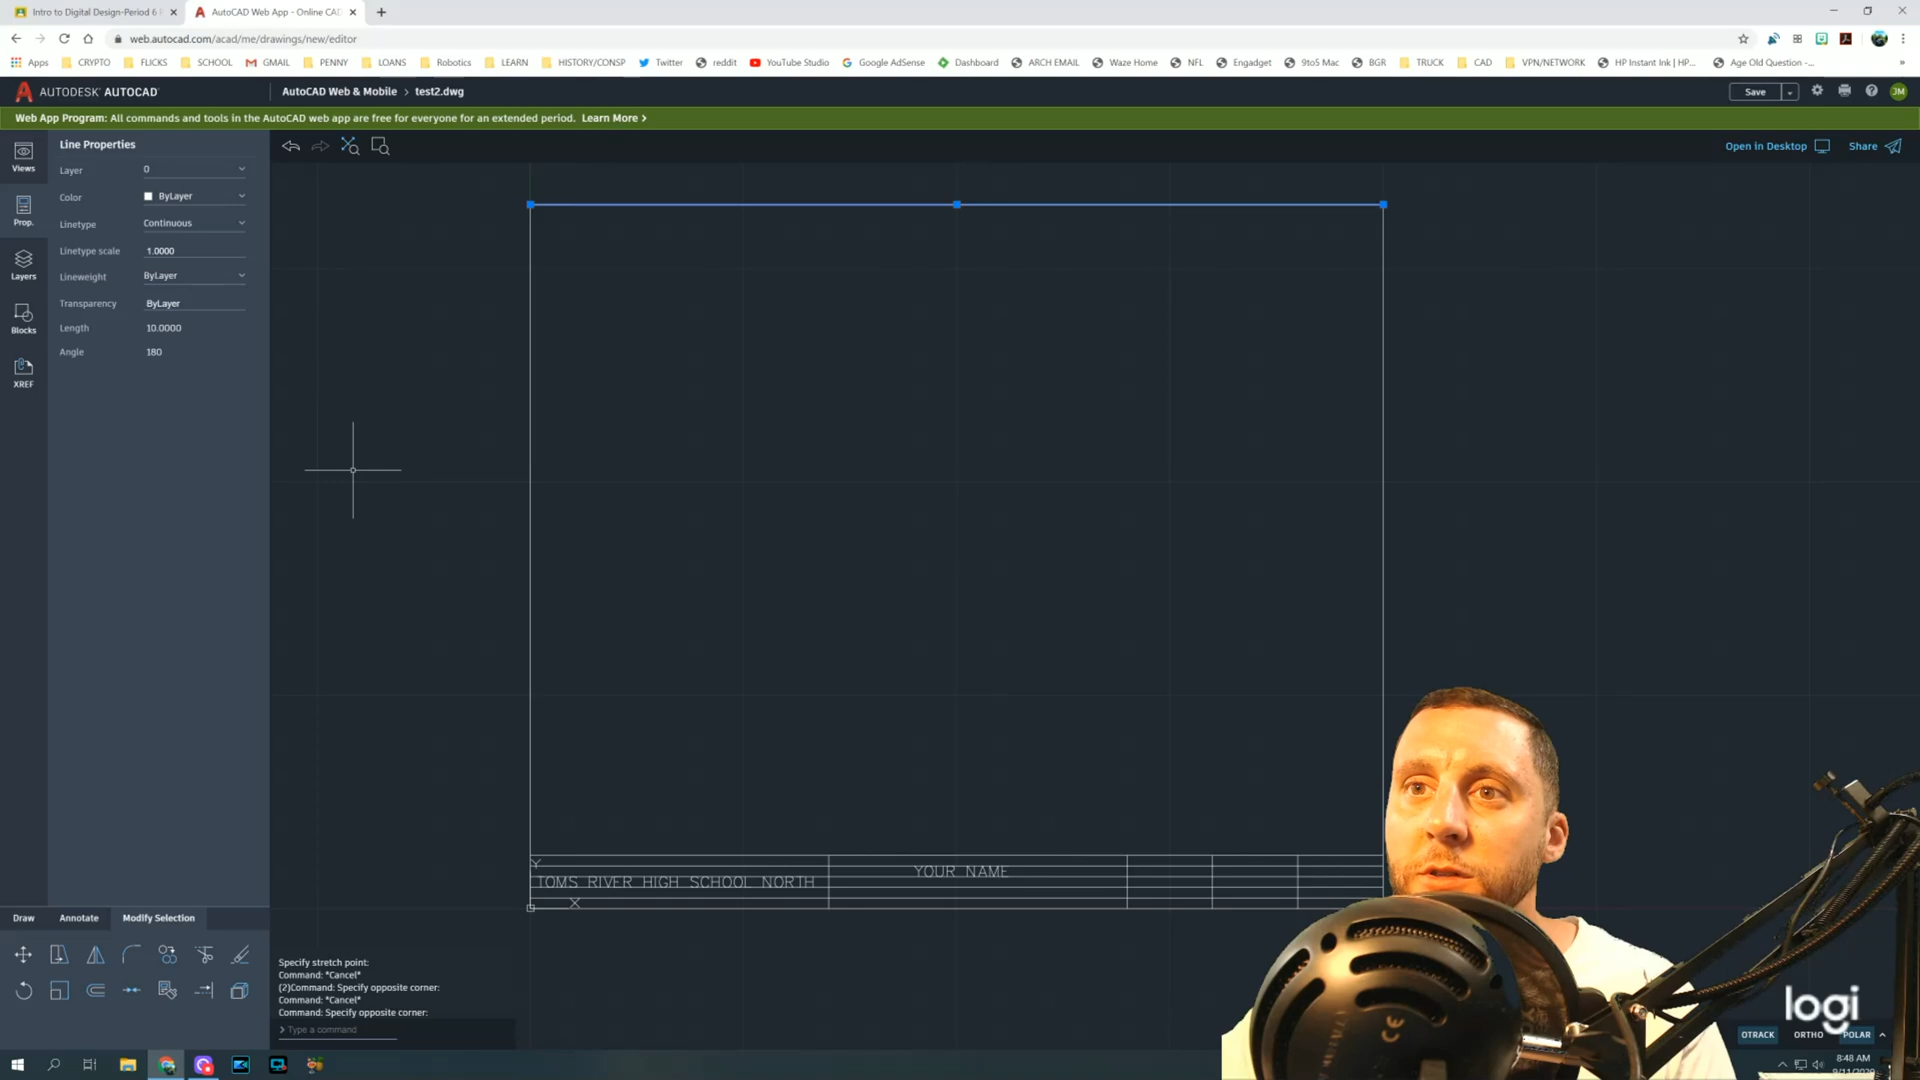 Intro to Digital Design-Period 6
AutoCAD Web App - Online CAD
web.autocad.com/acad/me/drawings/new/editor
Apps CRYPTO FLICKS SCHOOL GMAIL PENNY LOANS Robotics LEARN HISTORY/CONSP Twitter reddit YouTube Studio Google AdSense Dashboard ARCH EMAIL Waze Home NFL Engadget 9to5 Mac BGR TRUCK CAD VPN/NETWORK HP Instant Ink | HP... Age Old Question -... »
AUTODESK® AUTOCAD® AutoCAD Web & Mobile > test2.dwg Save JM
Web App Program: All commands and tools in the AutoCAD web app are free for everyone for an extended period. Learn More >
Views
Prop.
Layers
Blocks
XREF
Line Properties
Layer 0
Color ByLayer
Linetype Continuous
Linetype scale 1.0000
Lineweight ByLayer
Transparency ByLayer
Length 10.0000
Angle 180
Open in Desktop Share
Y
TOMS RIVER HIGH SCHOOL NORTH
YOUR NAME
X
Draw Annotate Modify Selection
Specify stretch point:
Command: *Cancel*
(2)Command: Specify opposite corner:
Command: *Cancel*
Command: Specify opposite corner:
Type a command
CE
logi
OTRACK ORTHO POLAR
8:48 AM